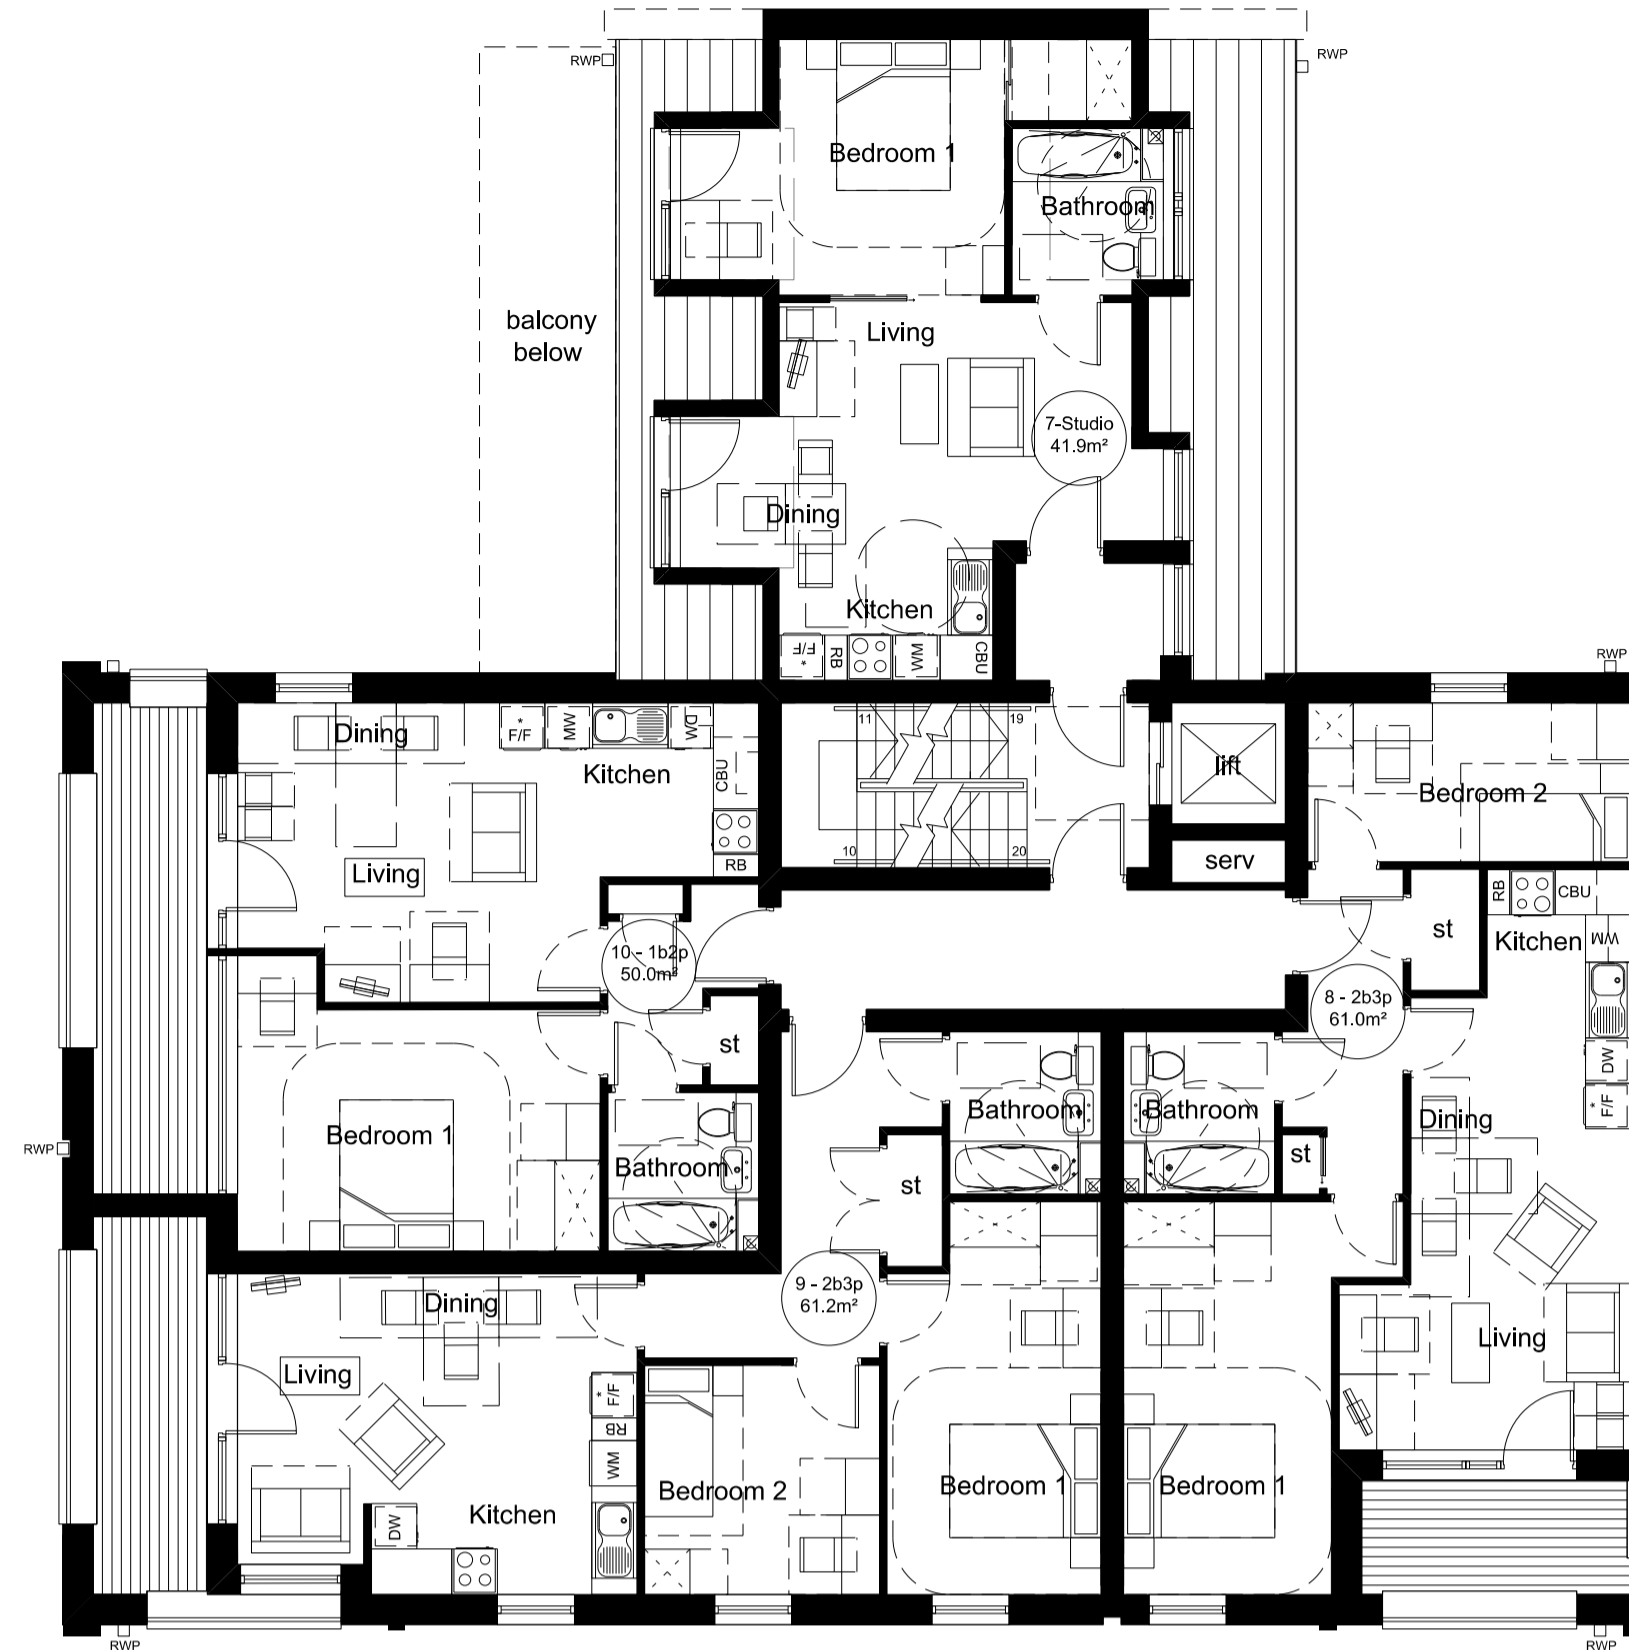 RWP
RWP
Bedroom 1
Bathroom
balcony
below
Living
7-Studio
41.9m²
Dining
Kitchen
*
F/F
RB
WM
CBU
RWP
11
19
10
20
lift
serv
Dining
*
F/F
MW
DW
Kitchen
CBU
RB
Living
10 - 1b2p
50.0m²
st
Bedroom 1
Bathroom
RWP
Bedroom 2
st
RB
CBU
Kitchen
WM
8 - 2b3p
61.0m²
DW
*
F/F
Dining
Bathroom
Bathroom
st
st
9 - 2b3p
61.2m²
Dining
Living
*
F/F
RB
WM
Kitchen
DW
Bedroom 2
Bedroom 1
Bedroom 1
Living
RWP
RWP